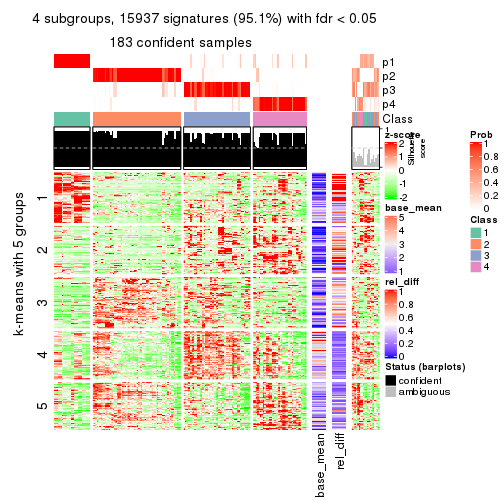 4 subgroups, 15937 signatures (95.1%) with fdr < 0.05
183 confident samples
p1
p2
p3
p4
Class
1
Silhouette
score
z-score
2
1
0
-1
-2
base_mean
5
4
3
2
1
rel_diff
1
0.8
0.6
0.4
0.2
0
Status (barplots)
confident
ambiguous
Prob
1
0.8
0.6
0.4
0.2
0
Class
1
2
3
4
k-means with 5 groups
1
2
3
4
5
base_mean
rel_diff